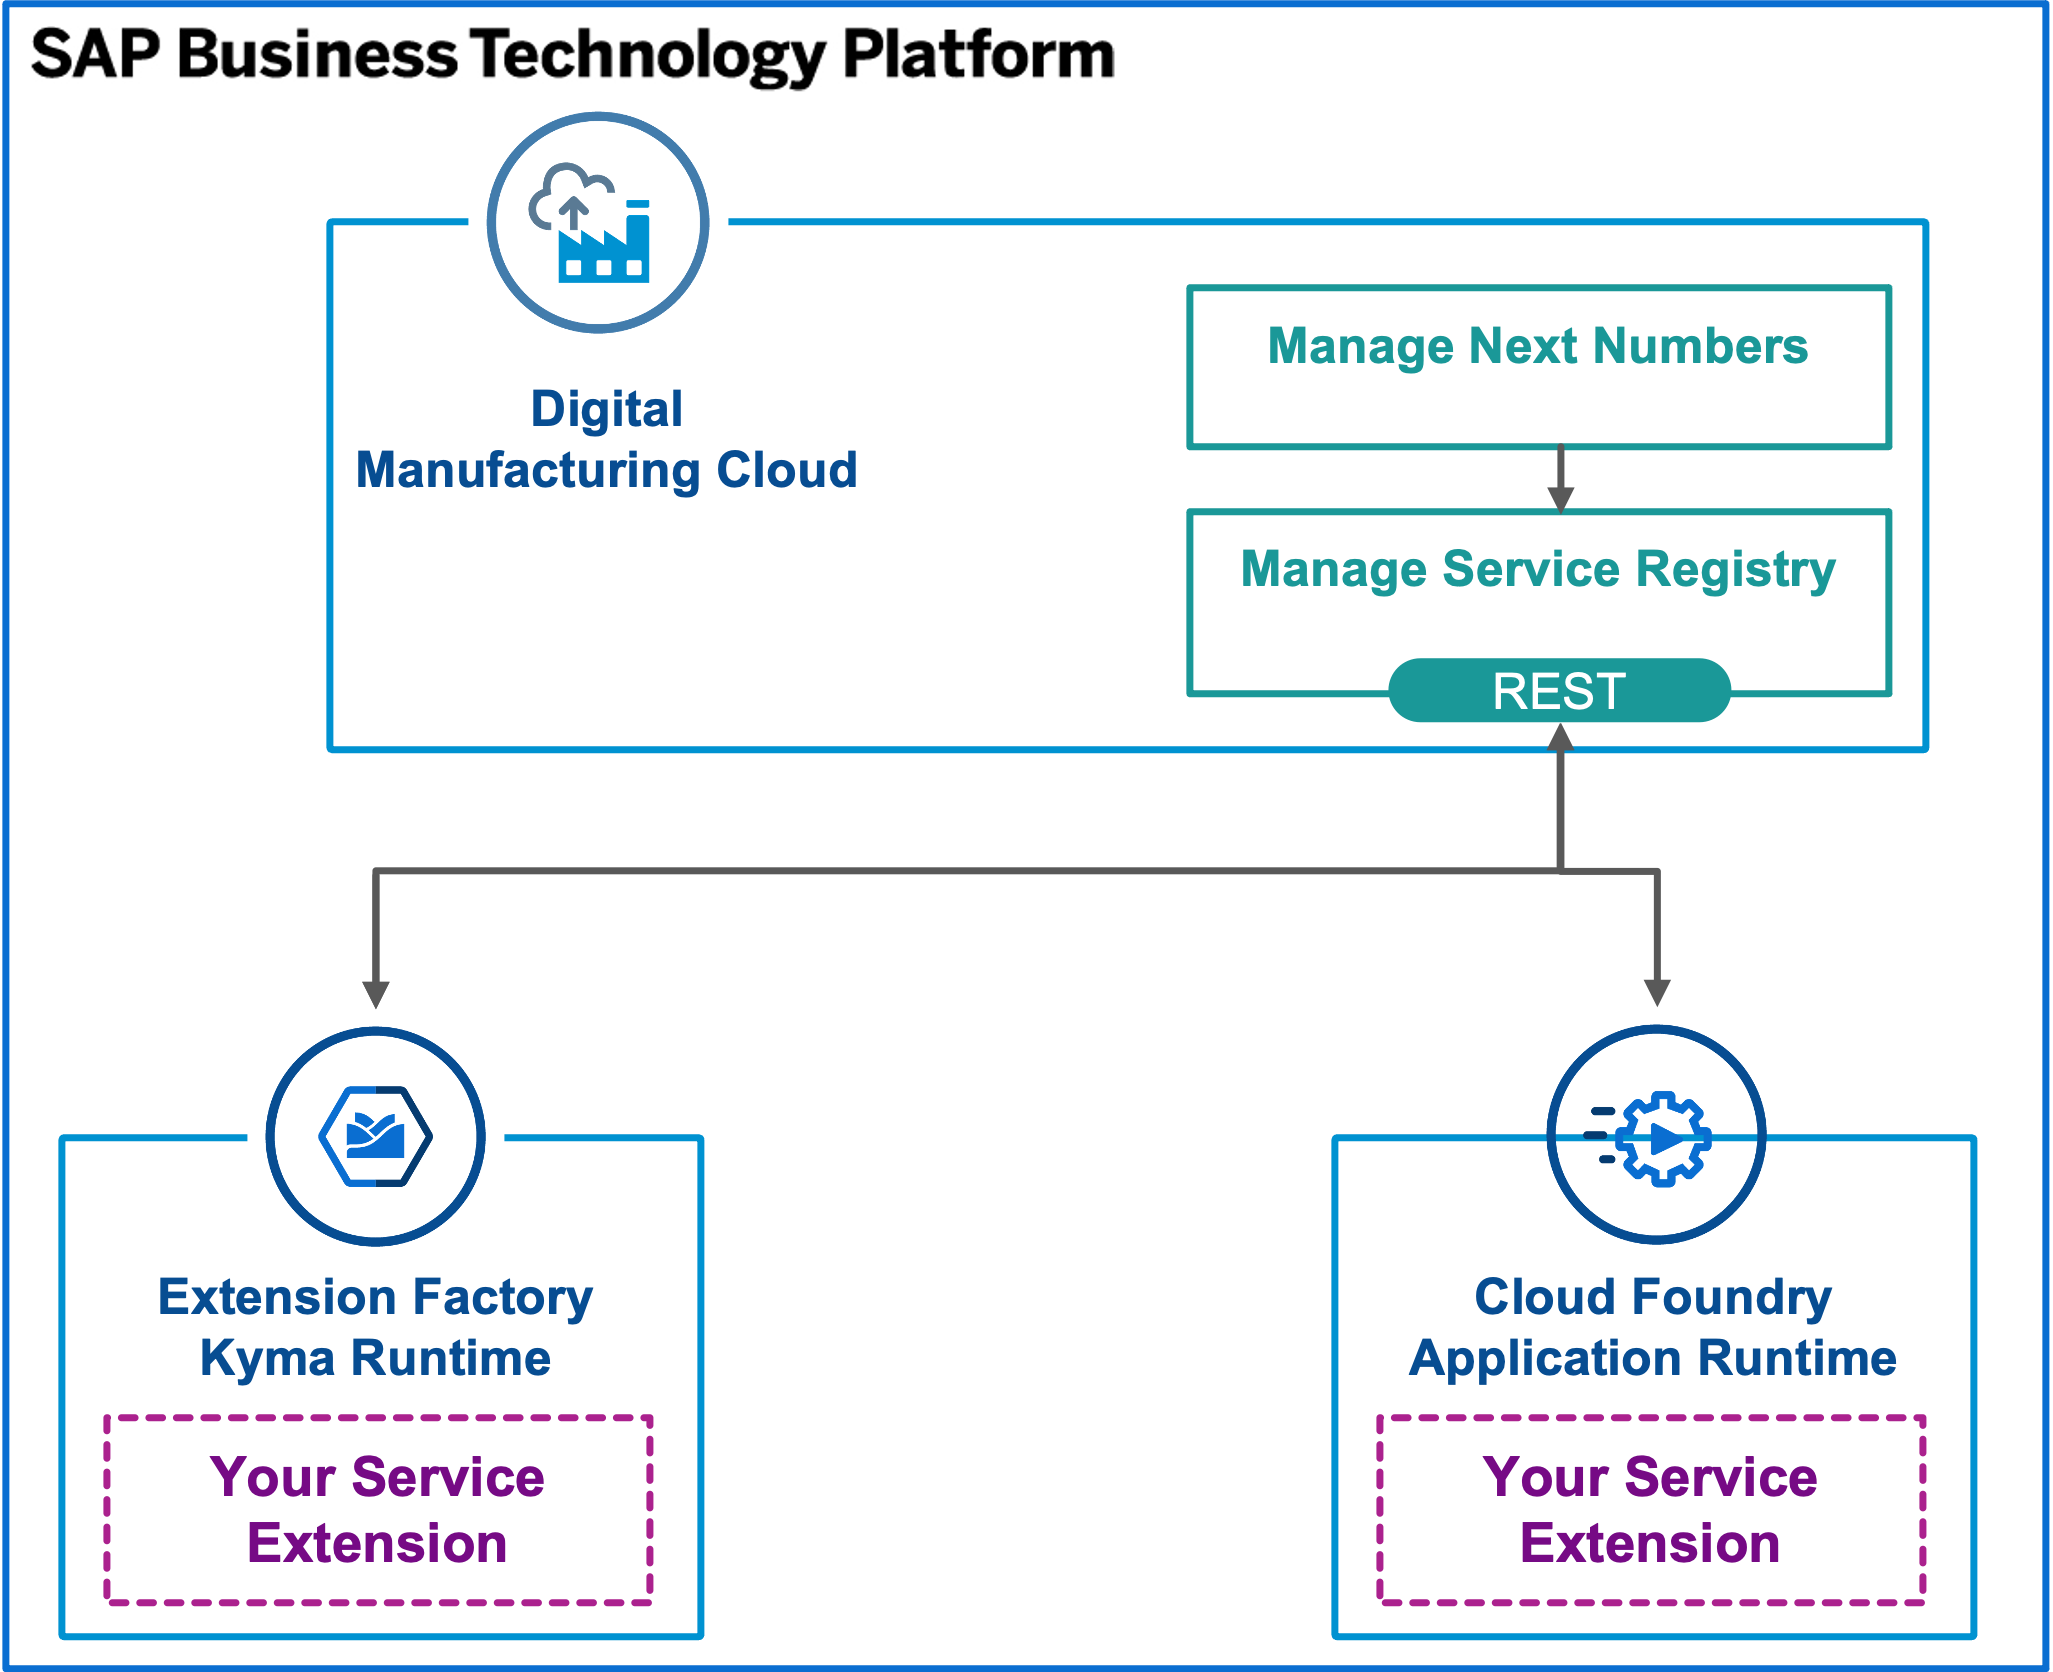 SAP Business Technology Platform
Digital
Manufacturing Cloud
Manage Next Numbers
Manage Service Registry
REST
Extension Factory
Kyma Runtime
Your Service
Extension
Cloud Foundry
Application Runtime
Your Service
Extension